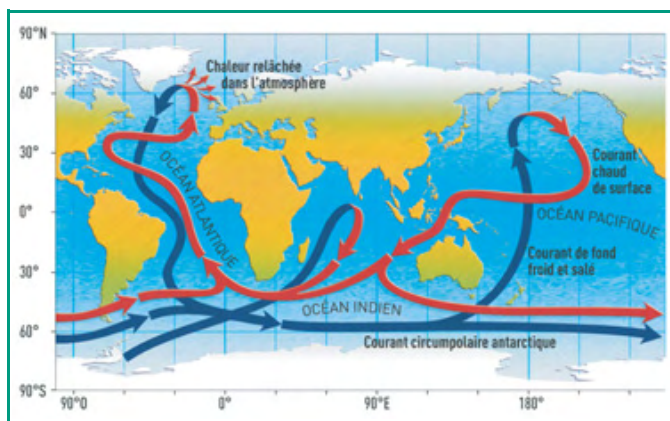 90°N
60°
30°
0°
30°
60°
90°S
90°O
0°
90°E
180°
Chaleur relâchée
dans l'atmosphère
OCÉAN ATLANTIQUE
Courant
chaud
de surface
OCÉAN PACIFIQUE
Courant de fond
froid et salé
OCÉAN INDIEN
Courant circumpolaire antarctique